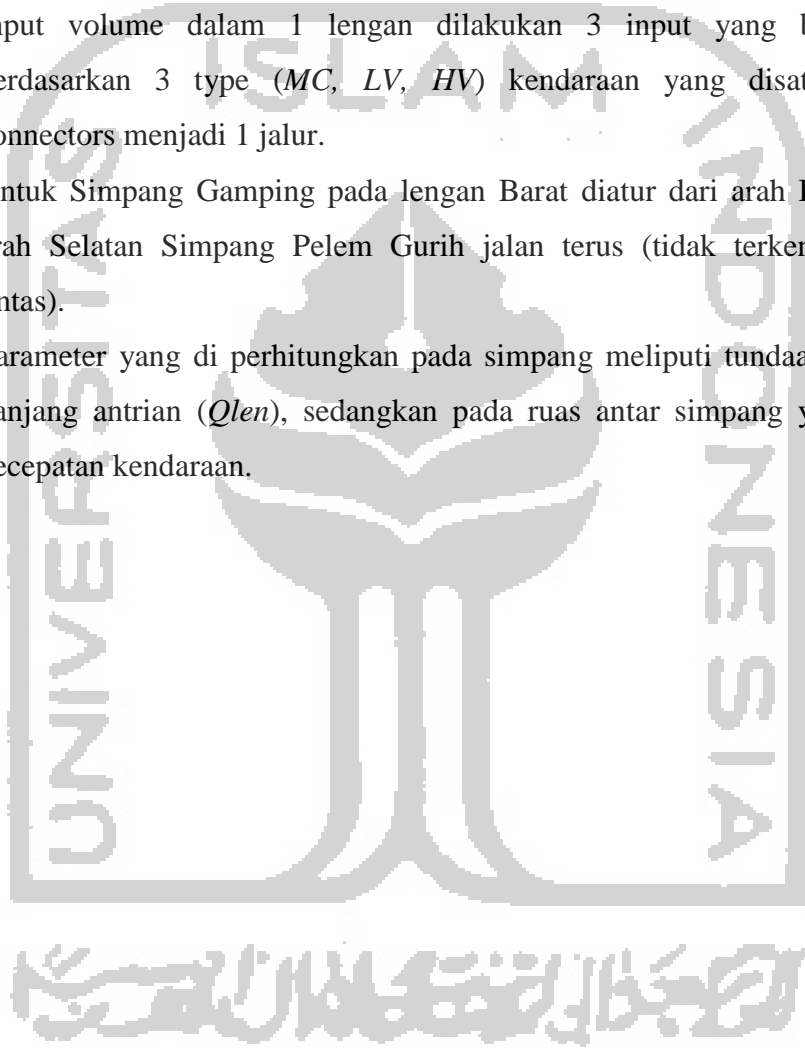 nput volume dalam 1 lengan dilakukan 3 input yang b
erdasarkan 3 type (MC, LV, HV) kendaraan yang disat
onnectors menjadi 1 jalur.
ntuk Simpang Gamping pada lengan Barat diatur dari arah
rah Selatan Simpang Pelem Gurih jalan terus (tidak terken
ntas).
arameter yang di perhitungkan pada simpang meliputi tundaa
anjang antrian (Qlen), sedangkan pada ruas antar simpang y
ecepatan kendaraan.
ISLAM
UNIVERSITAS
INDONESIA